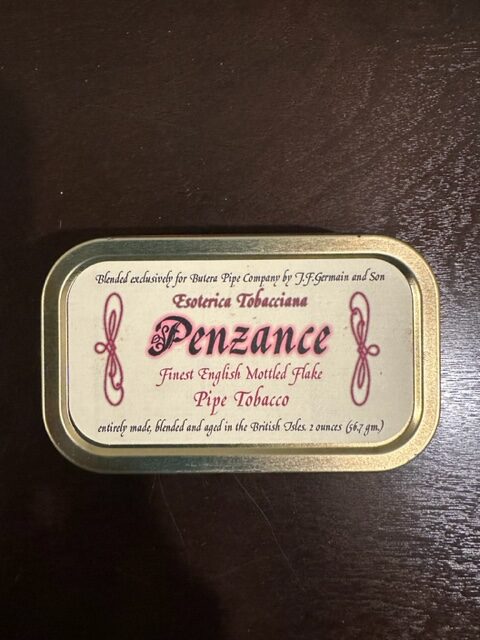 Blended exclusively for Butera Pipe Company by J.F.Germain and Son
Esoterica Tobacciana
Penzance
Finest English Mottled Flake
Pipe Tobacco
entirely made, blended and aged in the British Isles. 2 ounces (56,7 gm.)